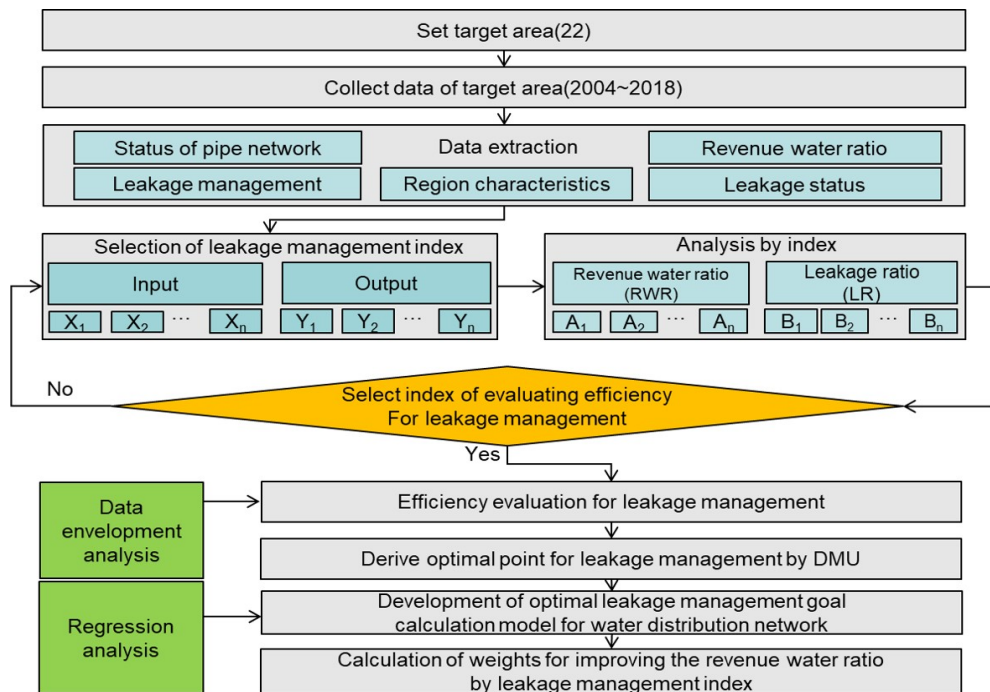 Set target area(22)
Collect data of target area(2004~2018)
Data extraction
Status of pipe network
Revenue water ratio
Leakage management
Region characteristics
Leakage status
Selection of leakage management index
Input
Output
X1 X2 ⋯ Xn
Y1 Y2 ⋯ Yn
Analysis by index
Revenue water ratio
(RWR)
Leakage ratio
(LR)
A1 A2 ⋯ An
B1 B2 ⋯ Bn
No
Select index of evaluating efficiency
For leakage management
Yes
Data
envelopment
analysis
Efficiency evaluation for leakage management
Derive optimal point for leakage management by DMU
Regression
analysis
Development of optimal leakage management goal
calculation model for water distribution network
Calculation of weights for improving the revenue water ratio
by leakage management index